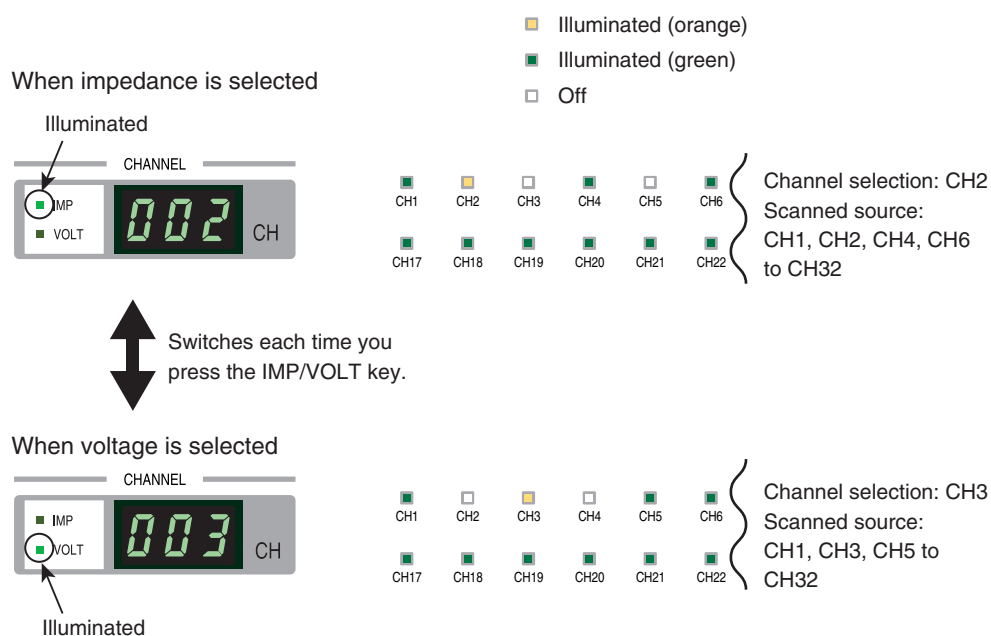 Illuminated (orange)
Illuminated (green)
Off
When impedance is selected
Illuminated
CHANNEL
IMP
VOLT
002
CH
CH1 CH2 CH3 CH4 CH5 CH6
CH17 CH18 CH19 CH20 CH21 CH22
Channel selection: CH2
Scanned source:
CH1, CH2, CH4, CH6
to CH32
Switches each time you
press the IMP/VOLT key.
When voltage is selected
CHANNEL
IMP
VOLT
003
CH
Illuminated
CH1 CH2 CH3 CH4 CH5 CH6
CH17 CH18 CH19 CH20 CH21 CH22
Channel selection: CH3
Scanned source:
CH1, CH3, CH5 to
CH32